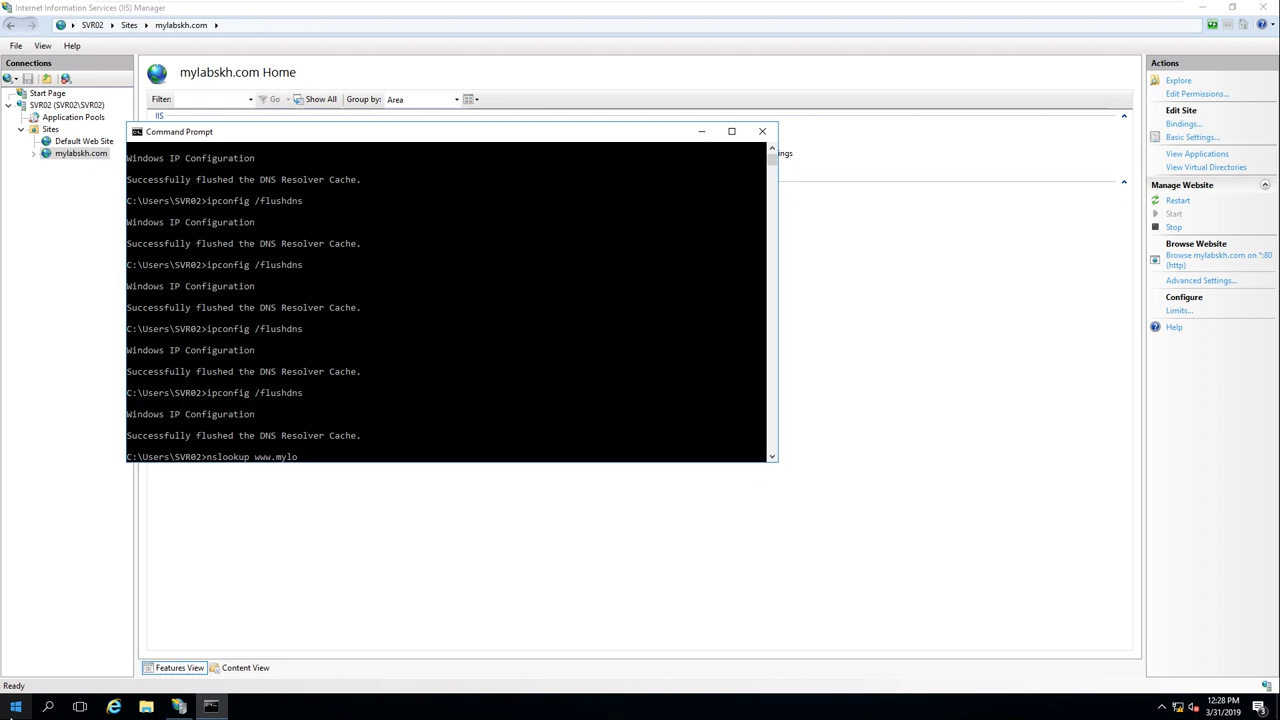 Internet Information Services (IIS) Manager
SVR02
Sites
mylabskh.com
File
View
Help
Connections
Start Page
SVR02 (SVR02\SVR02)
Application Pools
Sites
Default Web Site
mylabskh.com
mylabskh.com Home
Filter:
Go
Show All
Group by:
Area
IIS
ngs
Command Prompt
Windows IP Configuration
Successfully flushed the DNS Resolver Cache.
C:\Users\SVR02>ipconfig /flushdns
Windows IP Configuration
Successfully flushed the DNS Resolver Cache.
C:\Users\SVR02>ipconfig /flushdns
Windows IP Configuration
Successfully flushed the DNS Resolver Cache.
C:\Users\SVR02>ipconfig /flushdns
Windows IP Configuration
Successfully flushed the DNS Resolver Cache.
C:\Users\SVR02>ipconfig /flushdns
Windows IP Configuration
Successfully flushed the DNS Resolver Cache.
C:\Users\SVR02>nslookup www.mylo
Features View
Content View
Actions
Explore
Edit Permissions...
Edit Site
Bindings...
Basic Settings...
View Applications
View Virtual Directories
Manage Website
Restart
Start
Stop
Browse Website
Browse mylabskh.com on *:80
(http)
Advanced Settings...
Configure
Limits...
Help
Ready
12:28 PM
3/31/2019
3